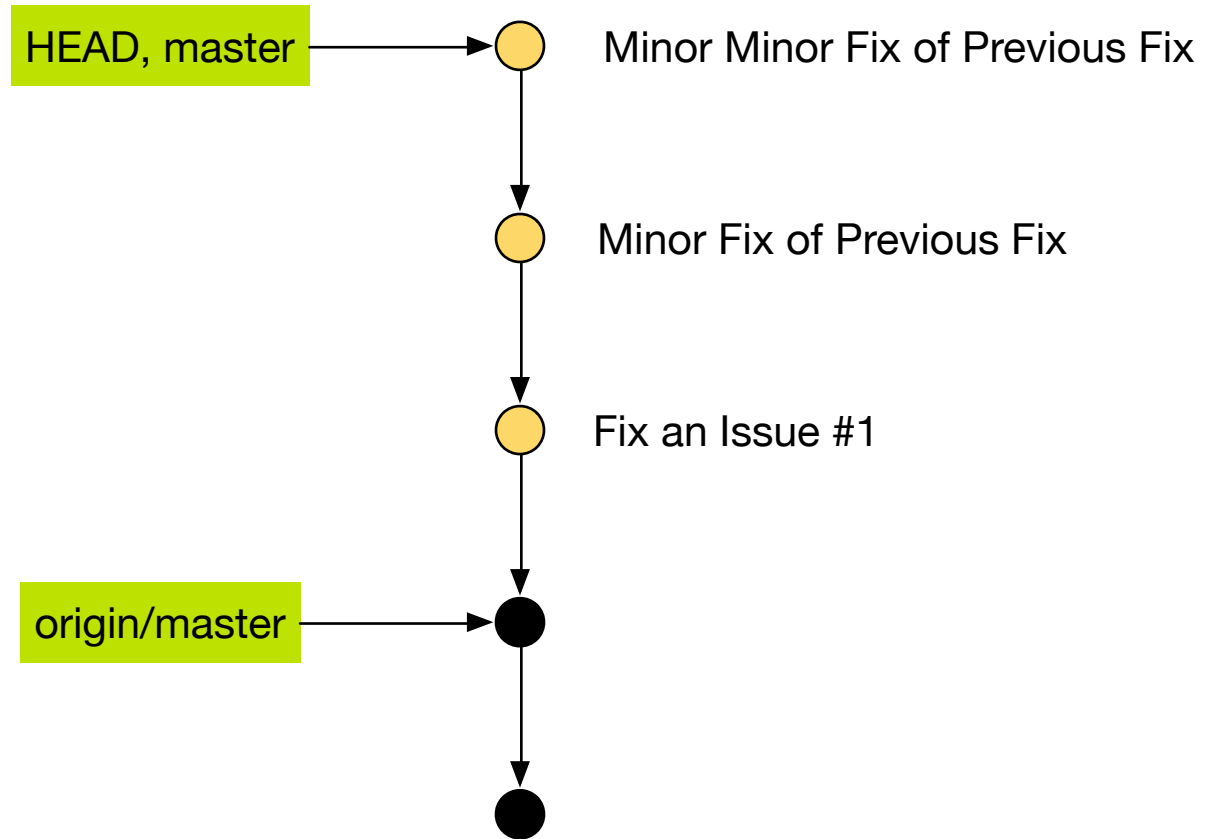 HEAD, master
Minor Minor Fix of Previous Fix
Minor Fix of Previous Fix
Fix an Issue #1
origin/master